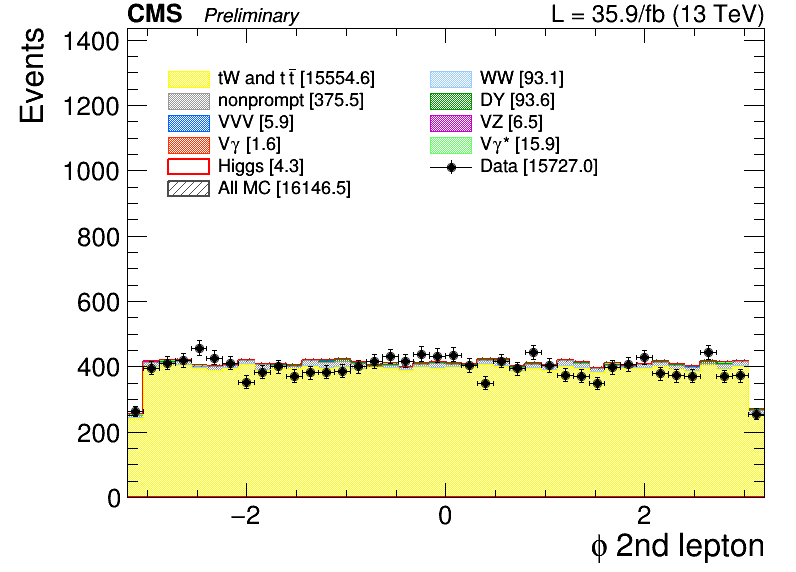 CMS Preliminary L = 35.9/fb (13 TeV)
Events
1400
1200
1000
800
600
400
200
0
tW and t t̄ [15554.6]
nonprompt [375.5]
VVV [5.9]
Vγ [1.6]
Higgs [4.3]
All MC [16146.5]
WW [93.1]
DY [93.6]
VZ [6.5]
Vγ* [15.9]
Data [15727.0]
−2 0 2
ϕ 2nd lepton